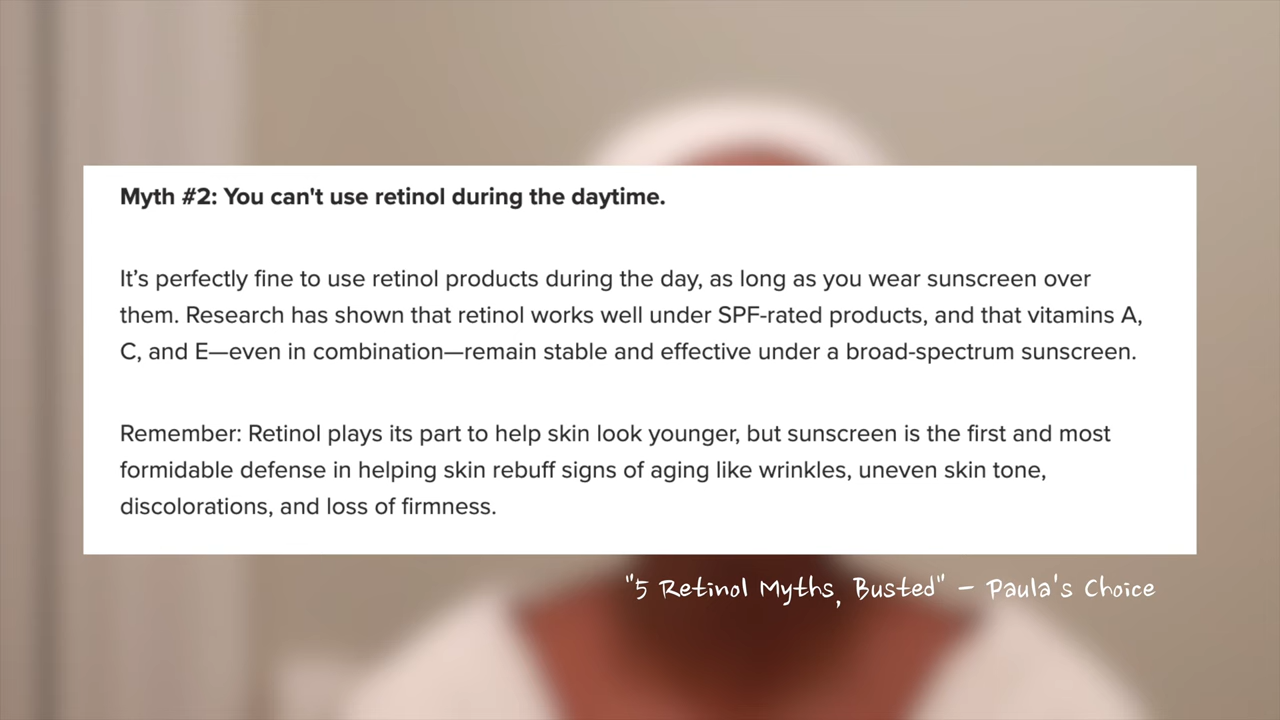 Myth #2: You can't use retinol during the daytime.
It’s perfectly fine to use retinol products during the day, as long as you wear sunscreen over
them. Research has shown that retinol works well under SPF-rated products, and that vitamins A,
C, and E—even in combination—remain stable and effective under a broad-spectrum sunscreen.
Remember: Retinol plays its part to help skin look younger, but sunscreen is the first and most
formidable defense in helping skin rebuff signs of aging like wrinkles, uneven skin tone,
discolorations, and loss of firmness.
"5 Retinol Myths, Busted" – Paula's Choice